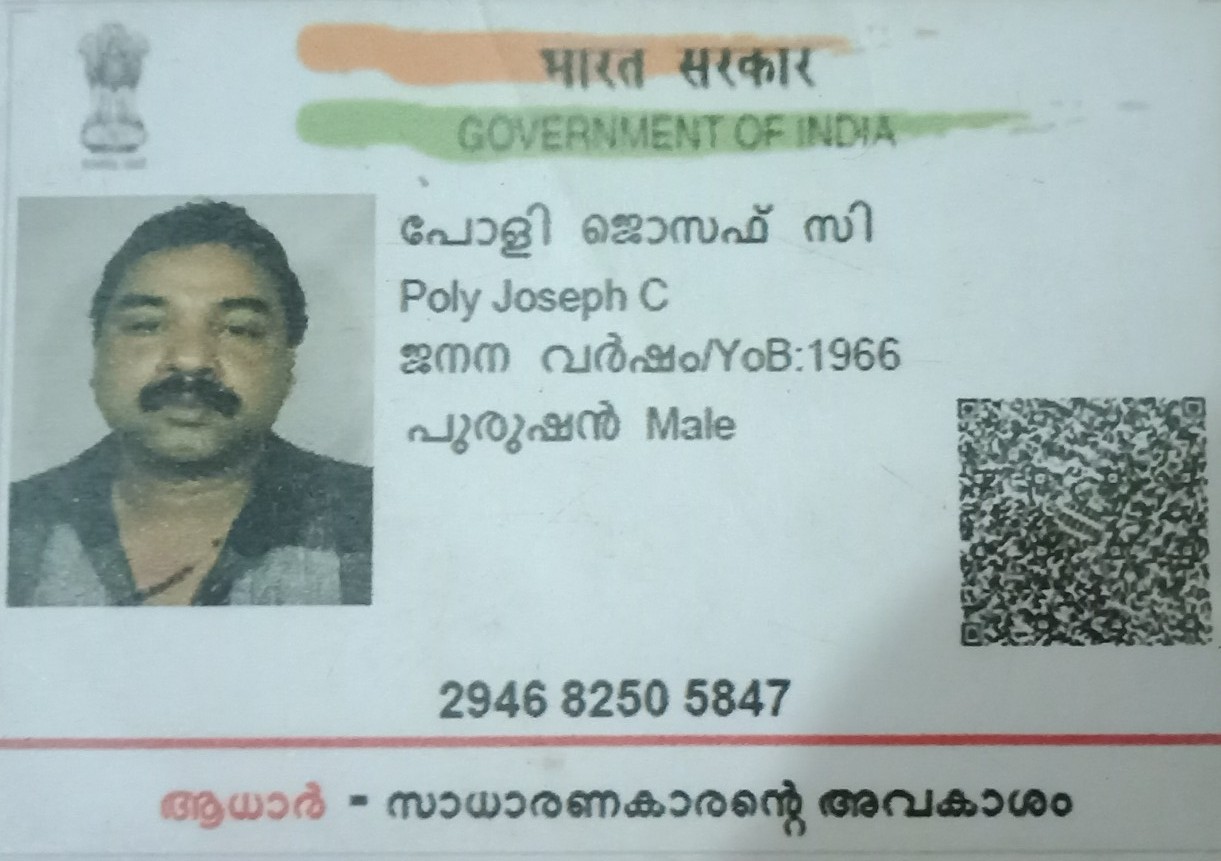 भारत सरकार
GOVERNMENT OF INDIA
പോളി ജൊസഫ് സി
Poly Joseph C
ജനന വർഷം/YoB:1966
പുരുഷൻ Male
2946 8250 5847
ആധാർ - സാധാരണകാരന്റെ അവകാശം